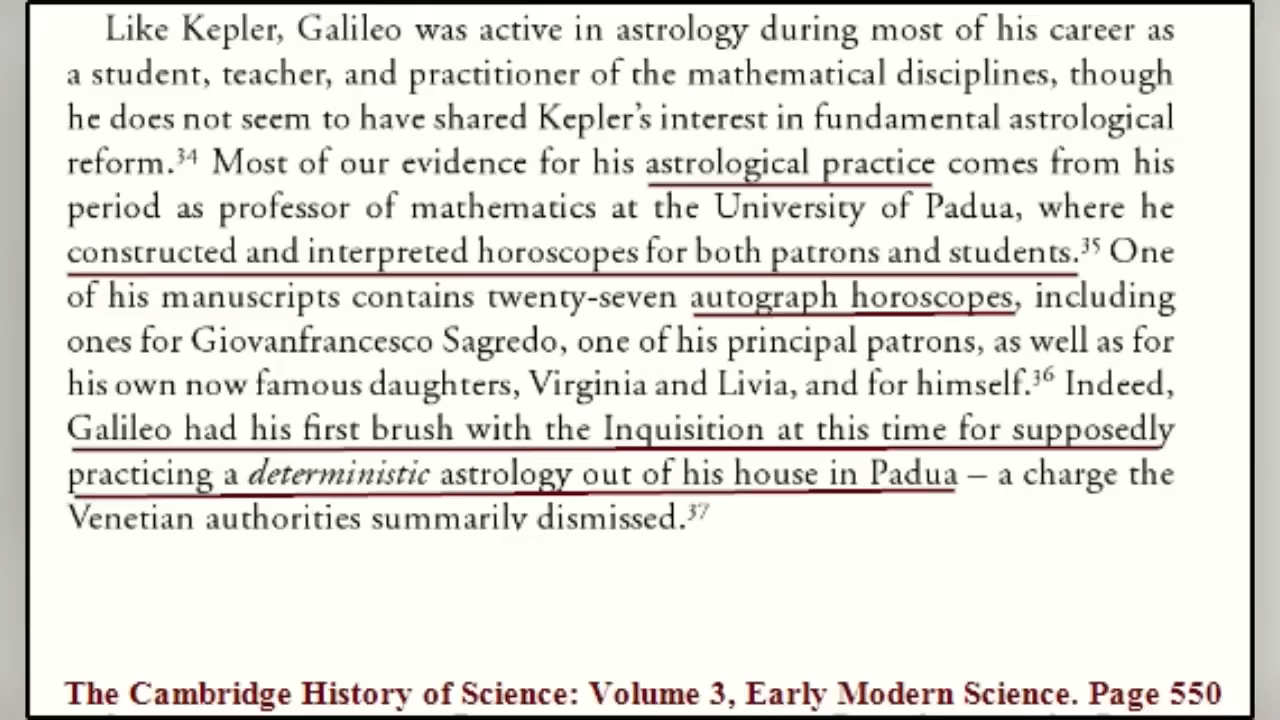 Like Kepler, Galileo was active in astrology during most of his career as
a student, teacher, and practitioner of the mathematical disciplines, though
he does not seem to have shared Kepler’s interest in fundamental astrological
reform.³⁴ Most of our evidence for his astrological practice comes from his
period as professor of mathematics at the University of Padua, where he
constructed and interpreted horoscopes for both patrons and students.³⁵ One
of his manuscripts contains twenty-seven autograph horoscopes, including
ones for Giovanfrancesco Sagredo, one of his principal patrons, as well as for
his own now famous daughters, Virginia and Livia, and for himself.³⁶ Indeed,
Galileo had his first brush with the Inquisition at this time for supposedly
practicing a deterministic astrology out of his house in Padua – a charge the
Venetian authorities summarily dismissed.³⁷
The Cambridge History of Science: Volume 3, Early Modern Science. Page 550